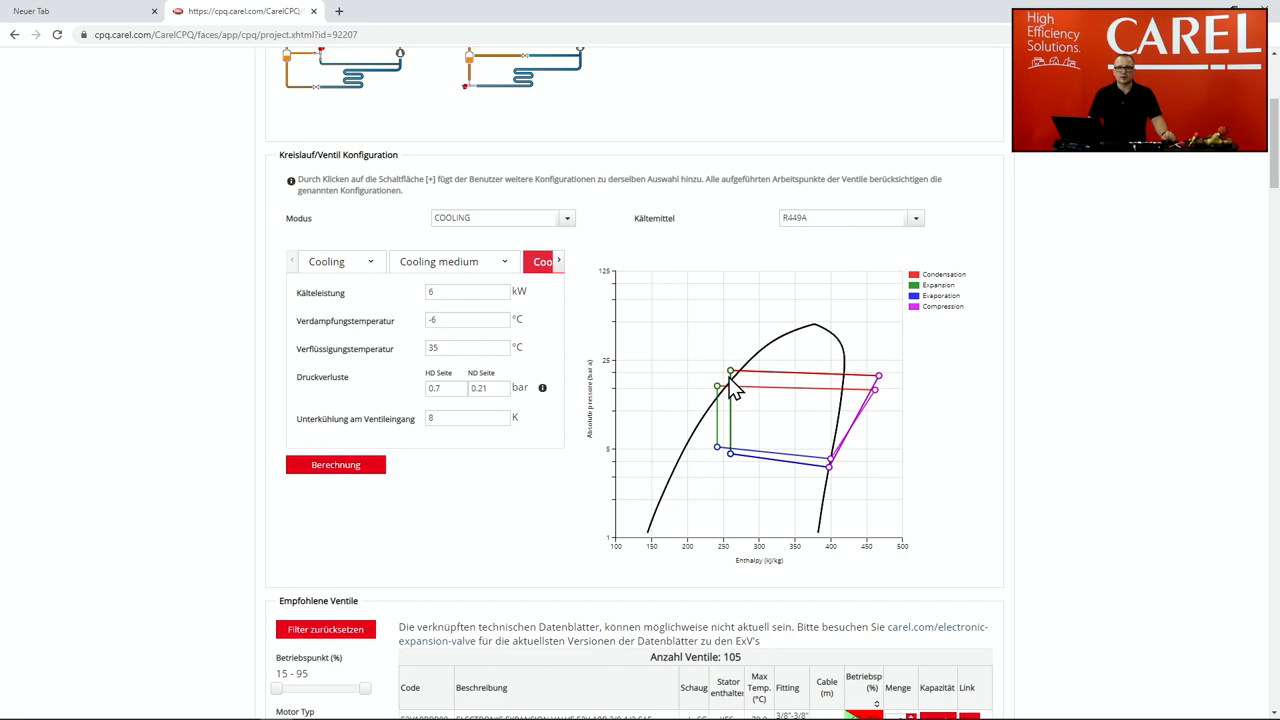 Neuer Tab
https://cpq.carel.com/CarelCPQ/faces/app/cpq/proj
cpq.carel.com/CarelCPQ/faces/app/cpq/project.xhtml?id=92207
High
Efficiency
Solutions.
CAREL
Kreislauf/Ventil Konfiguration
Durch Klicken auf die Schaltfläche [+] fügt der Benutzer weitere Konfigurationen zu derselben Auswahl hinzu. Alle aufgeführten Arbeitspunkte der Ventile berücksichtigen die
genannten Konfigurationen.
Modus COOLING Kältemittel R449A
Cooling Cooling medium Coo
Kälteleistung 6 kW
Verdampfungstemperatur -6 °C
Verflüssigungstemperatur 35 °C
HD Seite ND Seite
Druckverluste 0.7 0.21 bar
Unterkühlung am Ventileingang 8 K
Berechnung
Condensation
Expansion
Evaporation
Compression
125
25
5
1
Absolute pressure (bar a)
100 150 200 250 300 350 400 450 500
Enthalpy (kJ/kg)
Empfohlene Ventile
Filter zurücksetzen
Betriebspunkt (%)
15 - 95
Motor Typ
Die verknüpften technischen Datenblätter, können möglichweise nicht aktuell sein. Bitte besuchen Sie carel.com/electronic-
expansion-valve für die aktuellsten Versionen der Datenblätter zu den ExV's
Anzahl Ventile: 105
Code Beschreibung Schaug Stator enthalten Max Temp. (°C) Fitting Cable (m) Betriebsp (%) Menge Kapazität Link